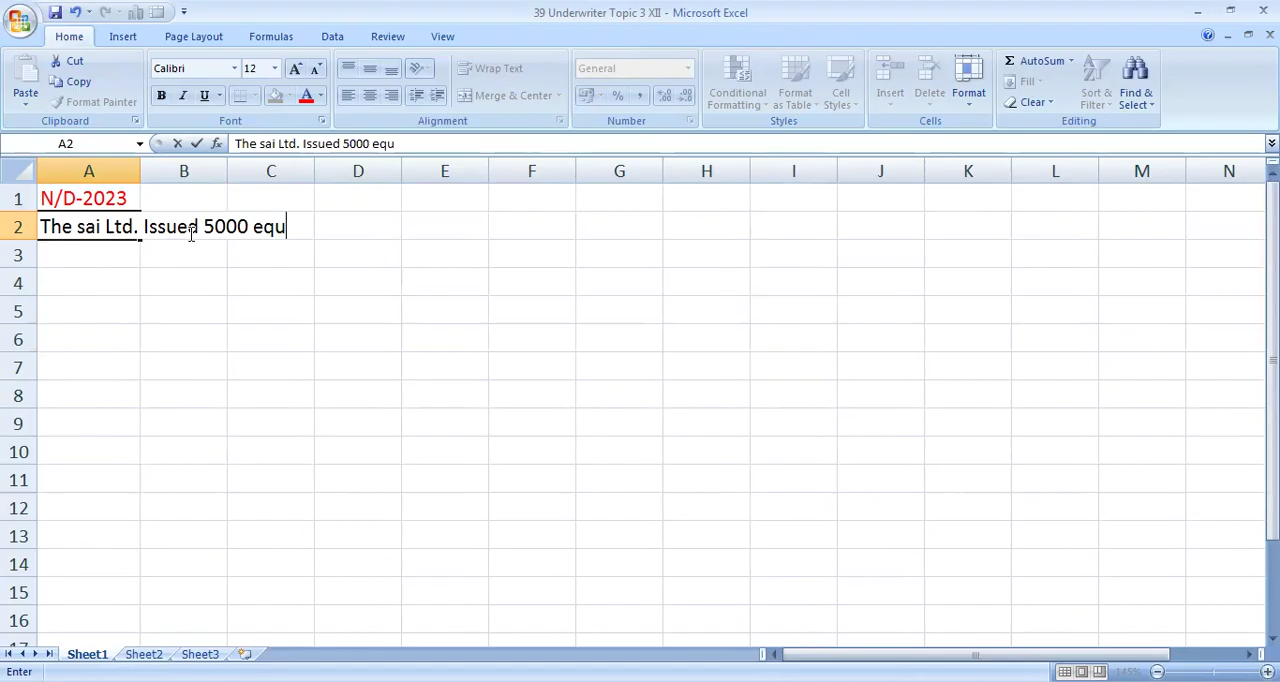 39 Underwriter Topic 3 XII - Microsoft Excel
Home Insert Page Layout Formulas Data Review View
Paste Cut Copy Format Painter Clipboard
Calibri 12 A A B I U A Font
Wrap Text Merge & Center Alignment
General % , Number
Conditional Formatting Format as Table Cell Styles Styles
Insert Delete Format Cells
Σ AutoSum Fill Clear Sort & Filter Find & Select Editing
A2 fx The sai Ltd. Issued 5000 equ
A B C D E F G H I J K L M N
1 N/D-2023
2 The sai Ltd. Issued 5000 equ
3
4
5
6
7
8
9
10
11
12
13
14
15
16
17
Sheet1 Sheet2 Sheet3
Enter 145%